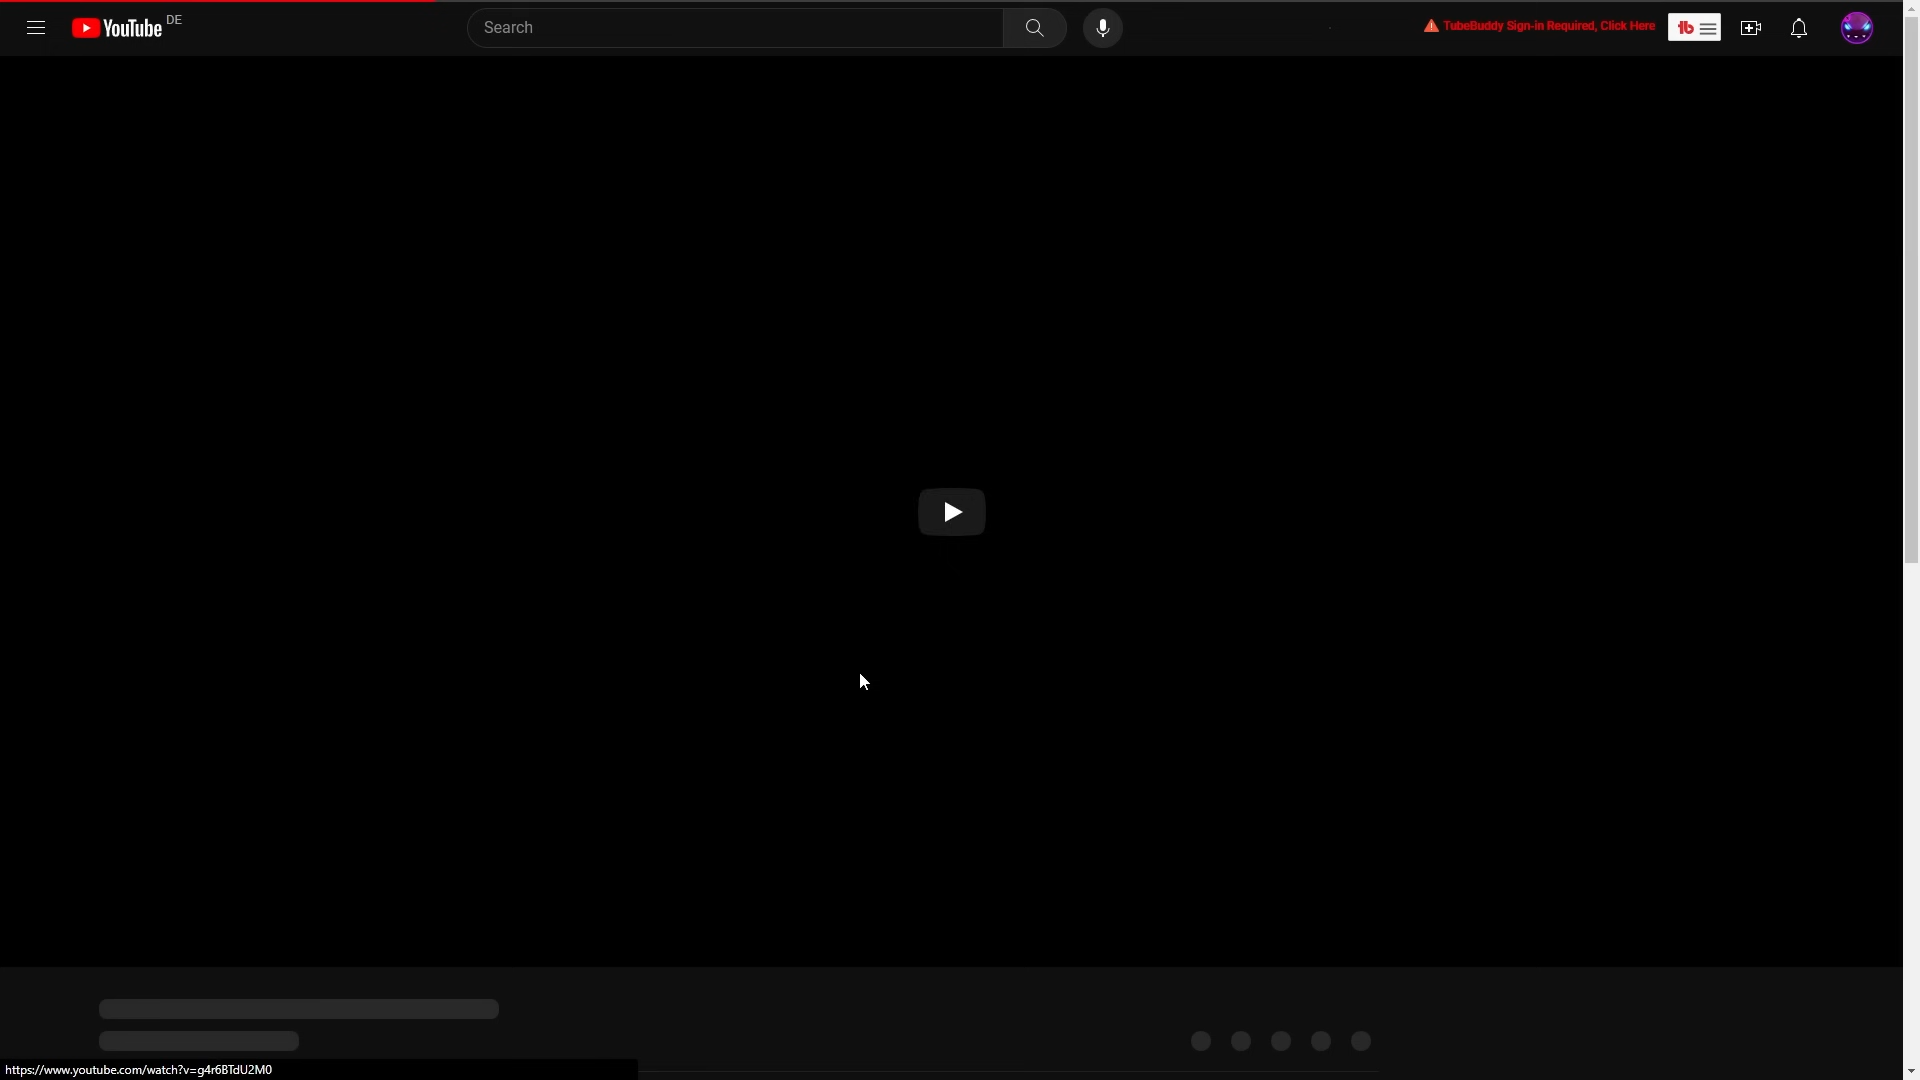 YouTube DE
Search
TubeBuddy Sign-in Required, Click Here
tb
https://www.youtube.com/watch?v=g4r6BTdU2M0